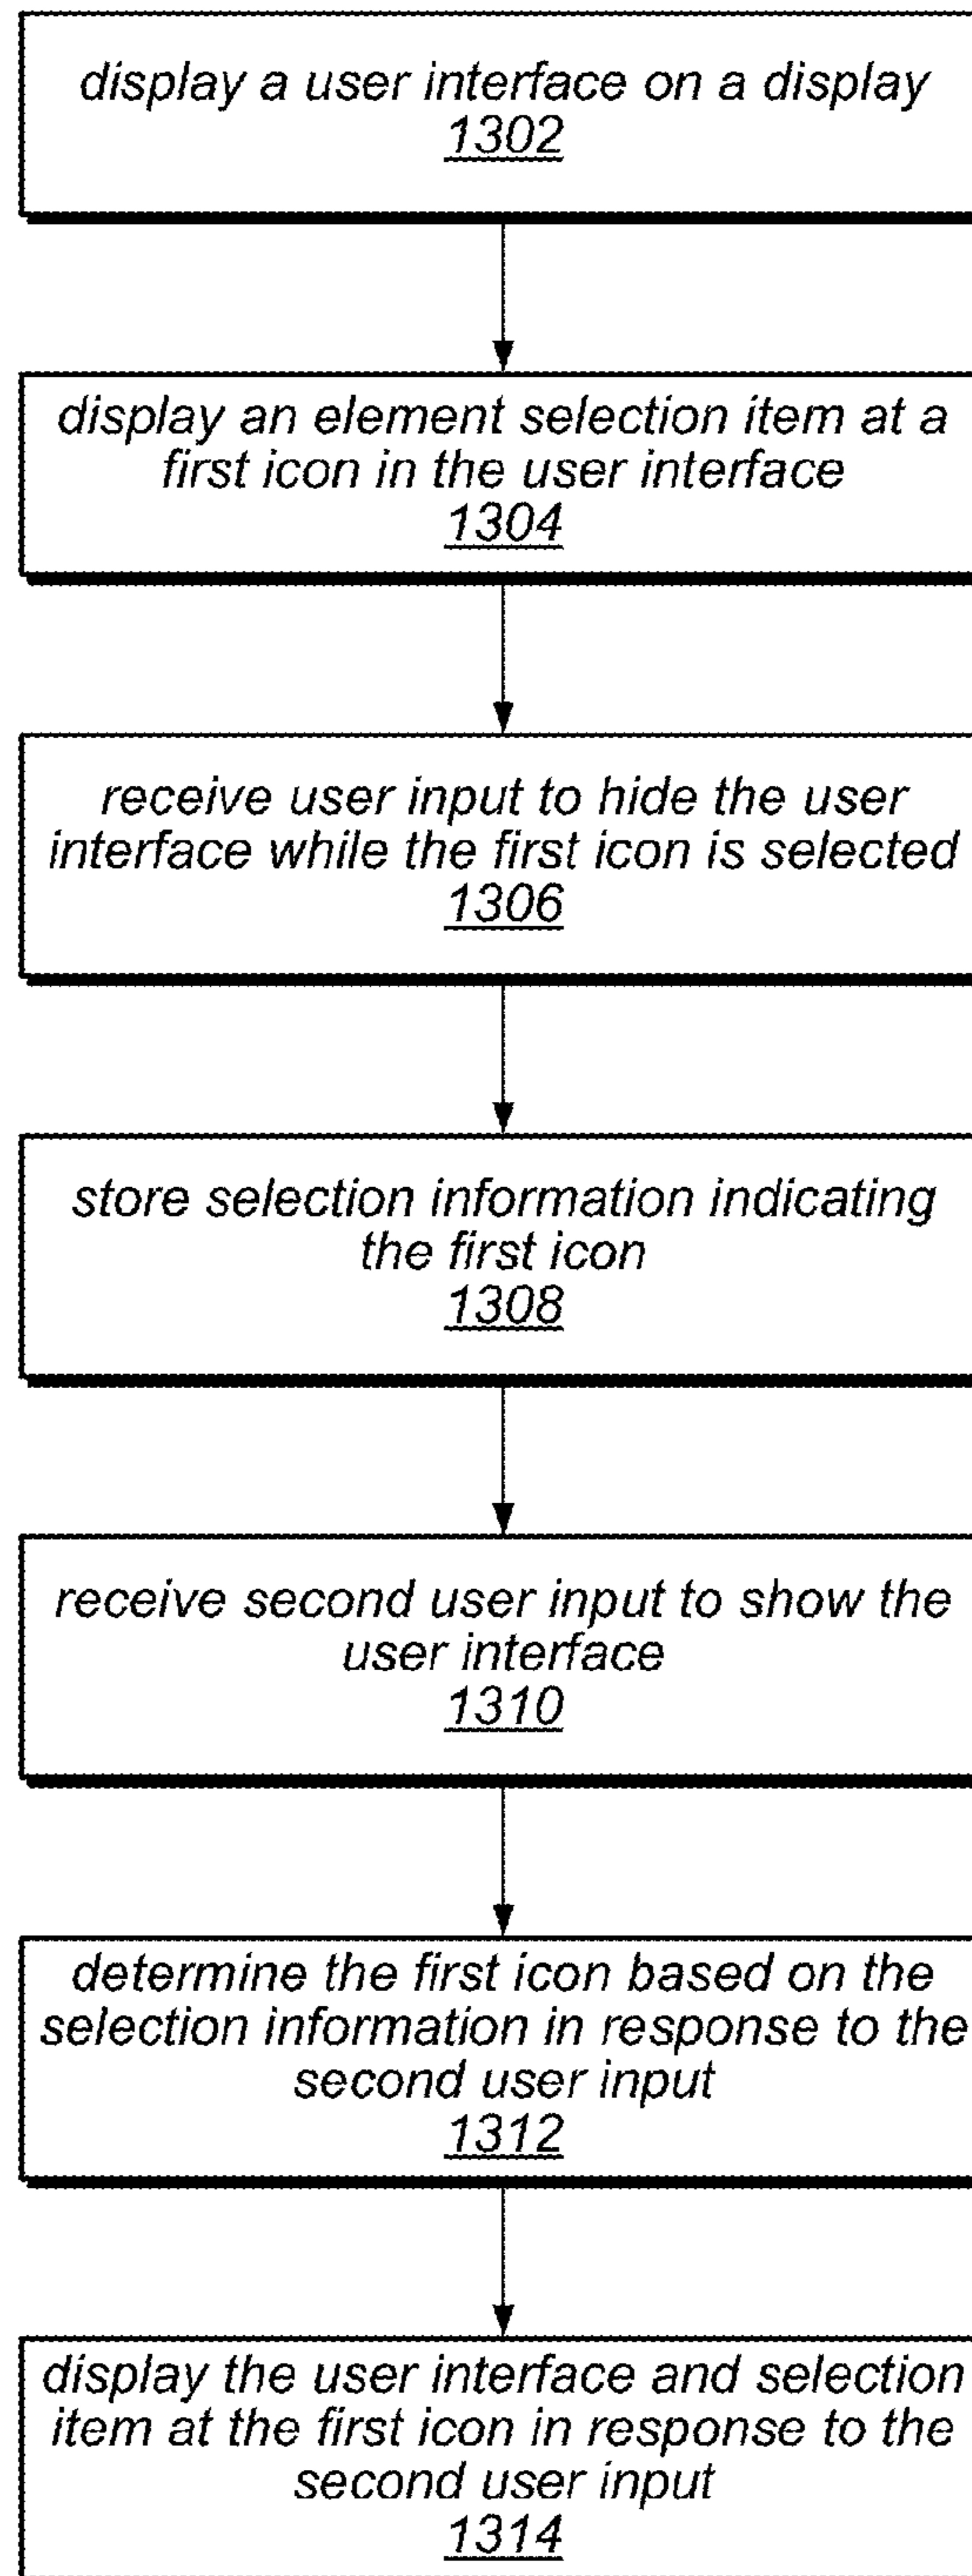 display a user interface on a display
1302
display an element selection item at a
first icon in the user interface
1304
receive user input to hide the user
interface while the first icon is selected
1306
store selection information indicating
the first icon
1308
receive second user input to show the
user interface
1310
determine the first icon based on the
selection information in response to the
second user input
1312
display the user interface and selection
item at the first icon in response to the
second user input
1314